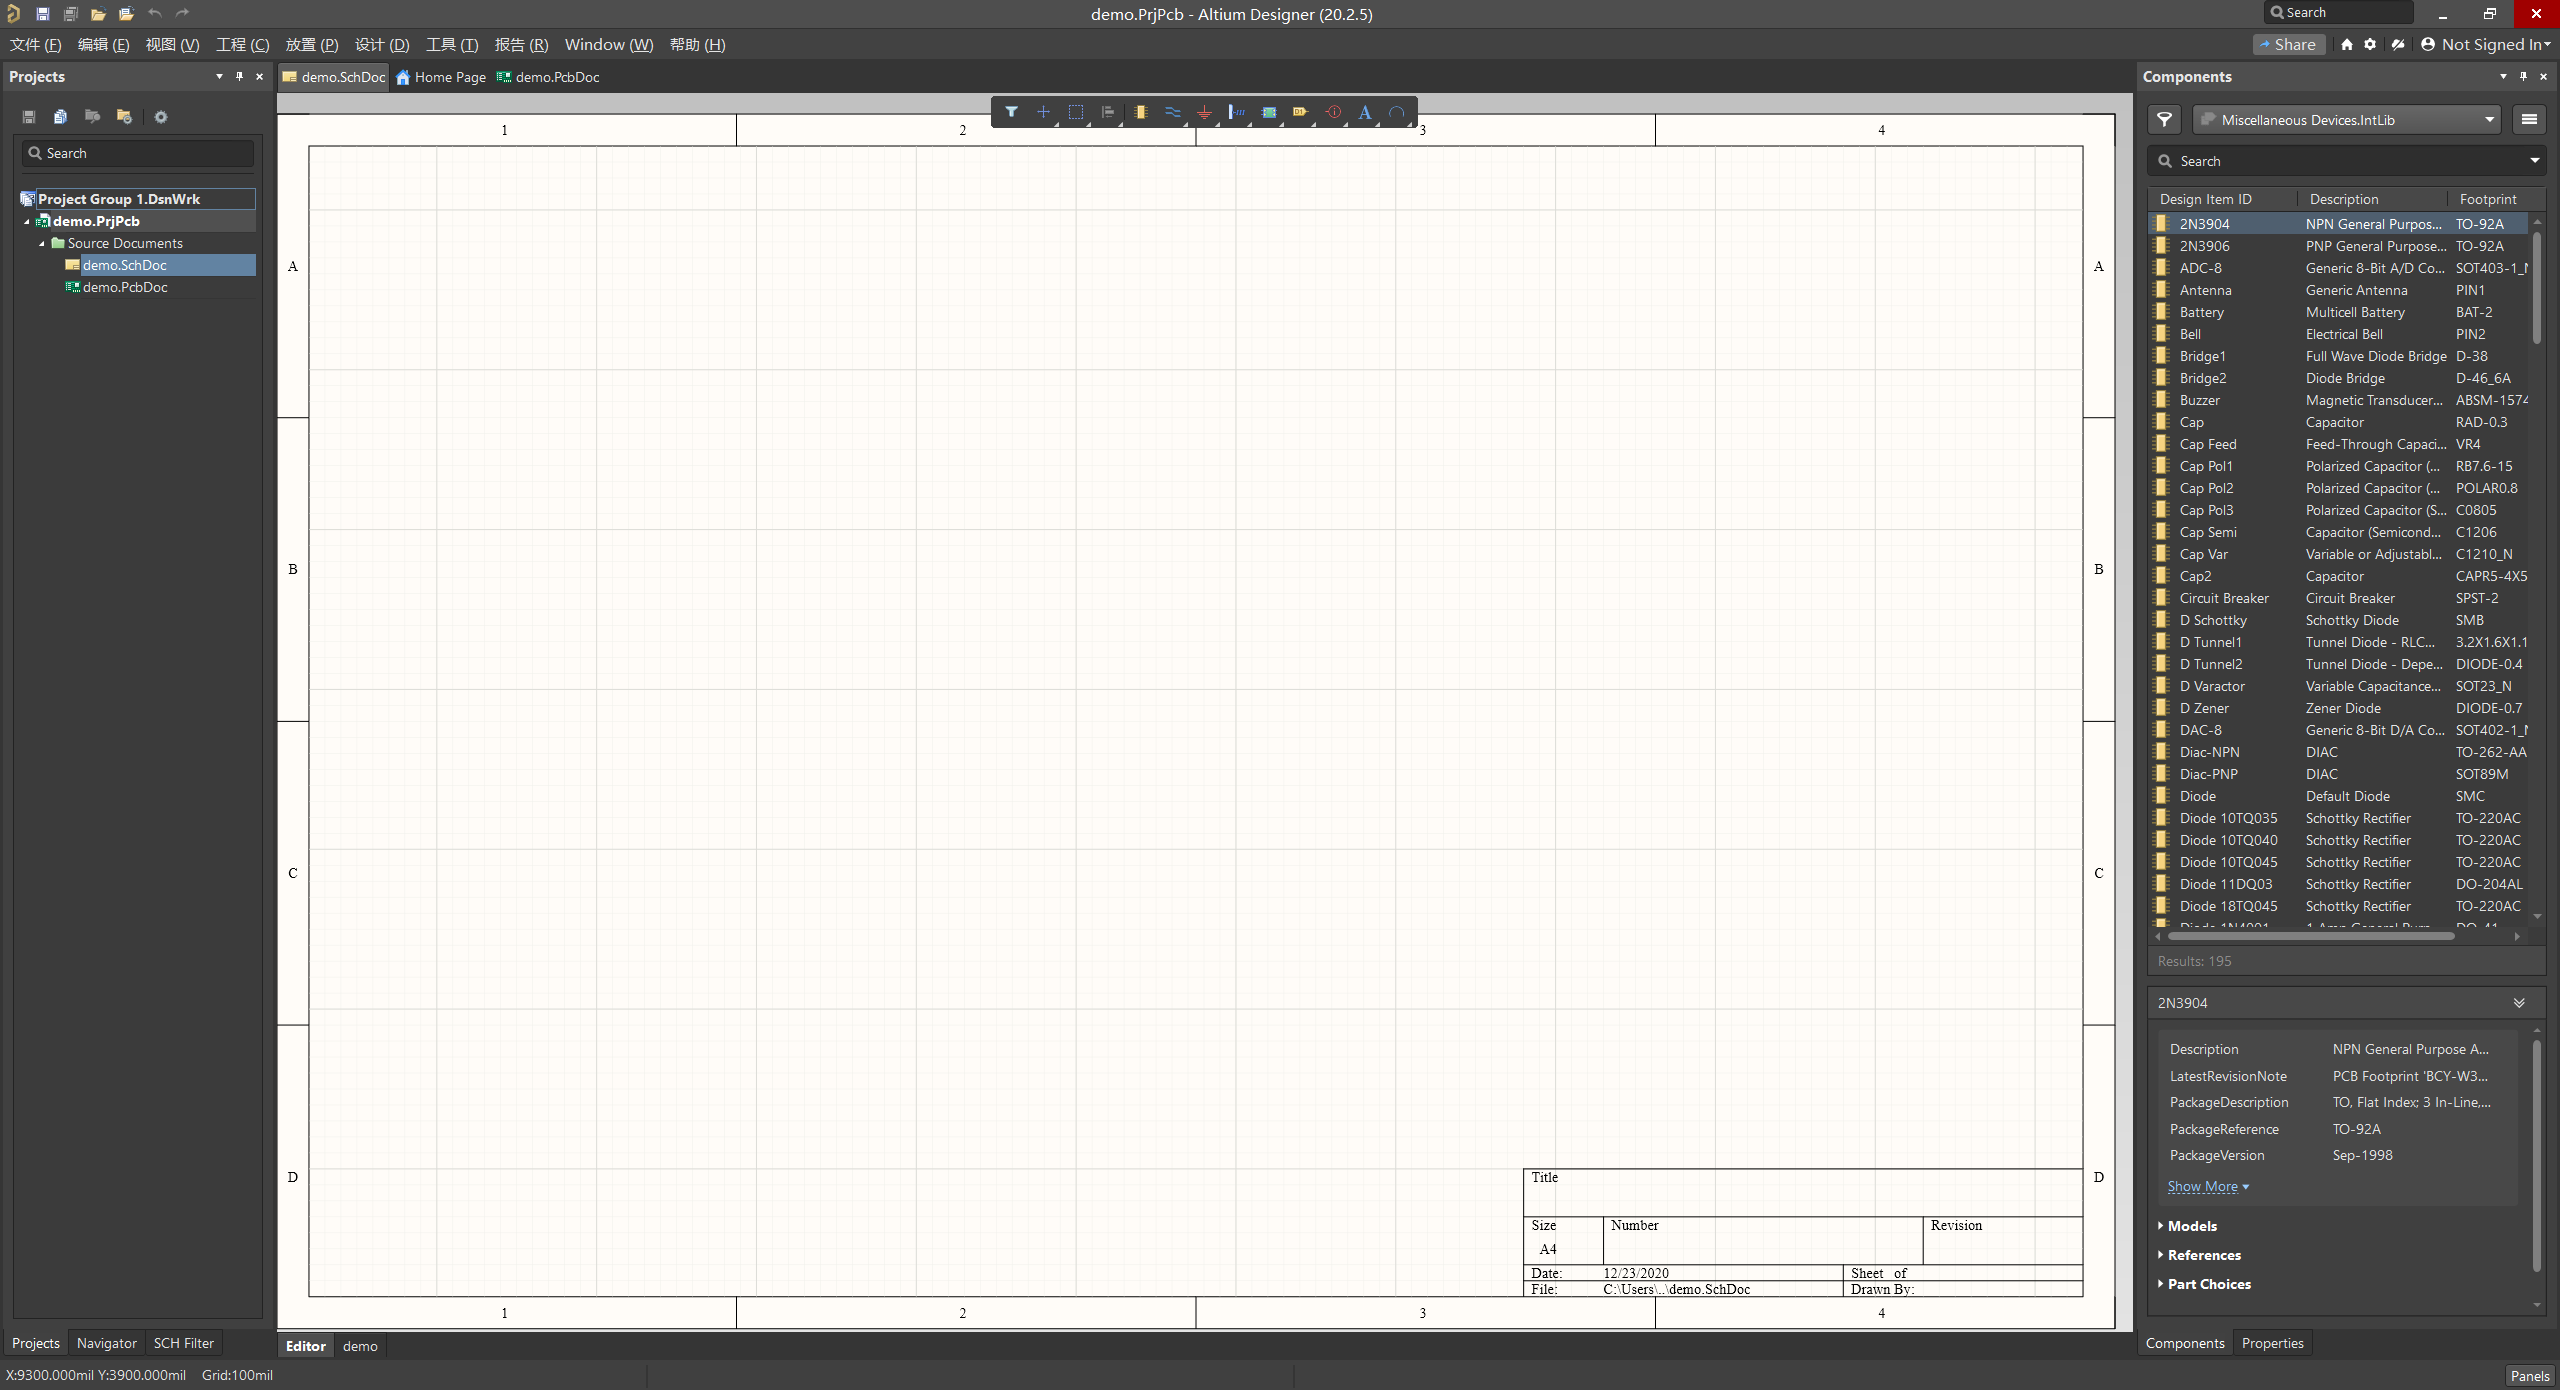 demo.PrjPcb - Altium Designer (20.2.5)
Search
文件 (F) 编辑 (E) 视图 (V) 工程 (C) 放置 (P) 设计 (D) 工具 (T) 报告 (R) Window (W) 帮助 (H)
Share Not Signed In
Projects
demo.SchDoc Home Page demo.PcbDoc
Search
Project Group 1.DsnWrk
demo.PrjPcb
Source Documents
demo.SchDoc
demo.PcbDoc
1 2 3 4
A A
B B
C C
D D
Title
Size Number Revision
A4
Date: 12/23/2020 Sheet of
File: C:\Users\..\demo.SchDoc Drawn By:
1 2 3 4
Components
Miscellaneous Devices.IntLib
Search
Design Item ID Description Footprint
2N3904 NPN General Purpos... TO-92A
2N3906 PNP General Purpose... TO-92A
ADC-8 Generic 8-Bit A/D Co... SOT403-1_N
Antenna Generic Antenna PIN1
Battery Multicell Battery BAT-2
Bell Electrical Bell PIN2
Bridge1 Full Wave Diode Bridge D-38
Bridge2 Diode Bridge D-46_6A
Buzzer Magnetic Transducer... ABSM-1574
Cap Capacitor RAD-0.3
Cap Feed Feed-Through Capaci... VR4
Cap Pol1 Polarized Capacitor (... RB7.6-15
Cap Pol2 Polarized Capacitor (... POLAR0.8
Cap Pol3 Polarized Capacitor (S... C0805
Cap Semi Capacitor (Semicond... C1206
Cap Var Variable or Adjustabl... C1210_N
Cap2 Capacitor CAPR5-4X5
Circuit Breaker Circuit Breaker SPST-2
D Schottky Schottky Diode SMB
D Tunnel1 Tunnel Diode - RLC... 3.2X1.6X1.1
D Tunnel2 Tunnel Diode - Depe... DIODE-0.4
D Varactor Variable Capacitance... SOT23_N
D Zener Zener Diode DIODE-0.7
DAC-8 Generic 8-Bit D/A Co... SOT402-1_N
Diac-NPN DIAC TO-262-AA
Diac-PNP DIAC SOT89M
Diode Default Diode SMC
Diode 10TQ035 Schottky Rectifier TO-220AC
Diode 10TQ040 Schottky Rectifier TO-220AC
Diode 10TQ045 Schottky Rectifier TO-220AC
Diode 11DQ03 Schottky Rectifier DO-204AL
Diode 18TQ045 Schottky Rectifier TO-220AC
Results: 195
2N3904
Description NPN General Purpose A...
LatestRevisionNote PCB Footprint 'BCY-W3...
PackageDescription TO, Flat Index; 3 In-Line,...
PackageReference TO-92A
PackageVersion Sep-1998
Show More
Models
References
Part Choices
Projects Navigator SCH Filter
Editor demo
Components Properties
X:9300.000mil Y:3900.000mil Grid:100mil
Panels